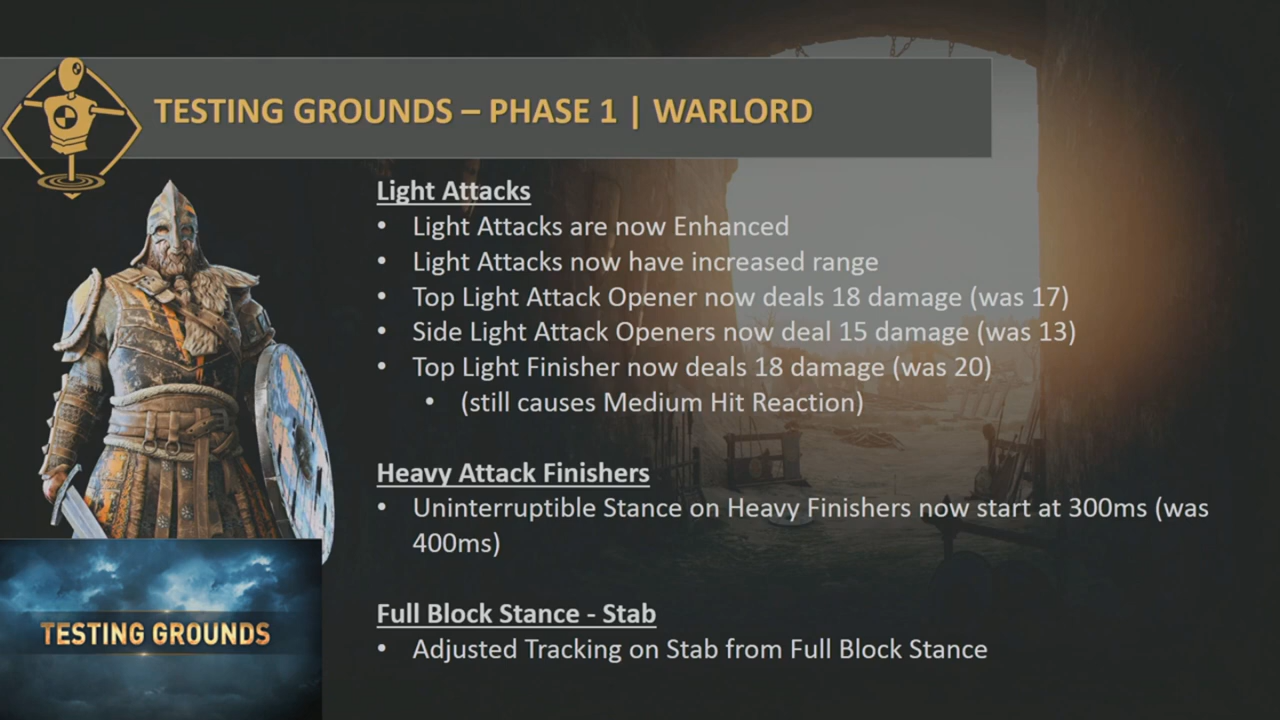 TESTING GROUNDS – PHASE 1 | WARLORD
Light Attacks
• Light Attacks are now Enhanced
• Light Attacks now have increased range
• Top Light Attack Opener now deals 18 damage (was 17)
• Side Light Attack Openers now deal 15 damage (was 13)
• Top Light Finisher now deals 18 damage (was 20)
• (still causes Medium Hit Reaction)
Heavy Attack Finishers
• Uninterruptible Stance on Heavy Finishers now start at 300ms (was
400ms)
Full Block Stance - Stab
• Adjusted Tracking on Stab from Full Block Stance
TESTING GROUNDS